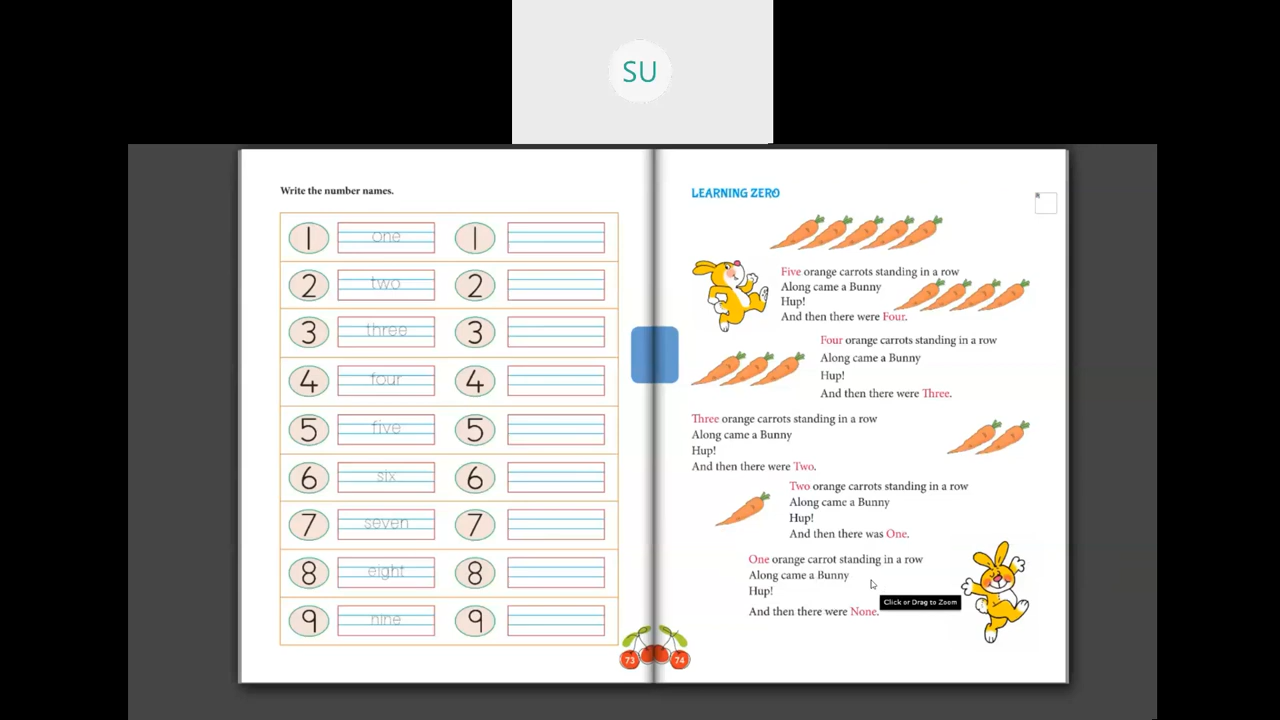 SU
Write the number names.
1 one 1
2 two 2
3 three 3
4 four 4
5 five 5
6 six 6
7 seven 7
8 eight 8
9 nine 9
73
LEARNING ZERO
Five orange carrots standing in a row
Along came a Bunny
Hup!
And then there were Four.
Four orange carrots standing in a row
Along came a Bunny
Hup!
And then there were Three.
Three orange carrots standing in a row
Along came a Bunny
Hup!
And then there were Two.
Two orange carrots standing in a row
Along came a Bunny
Hup!
And then there was One.
One orange carrot standing in a row
Along came a Bunny
Hup!
Click or Drag to Zoom
And then there were None.
74